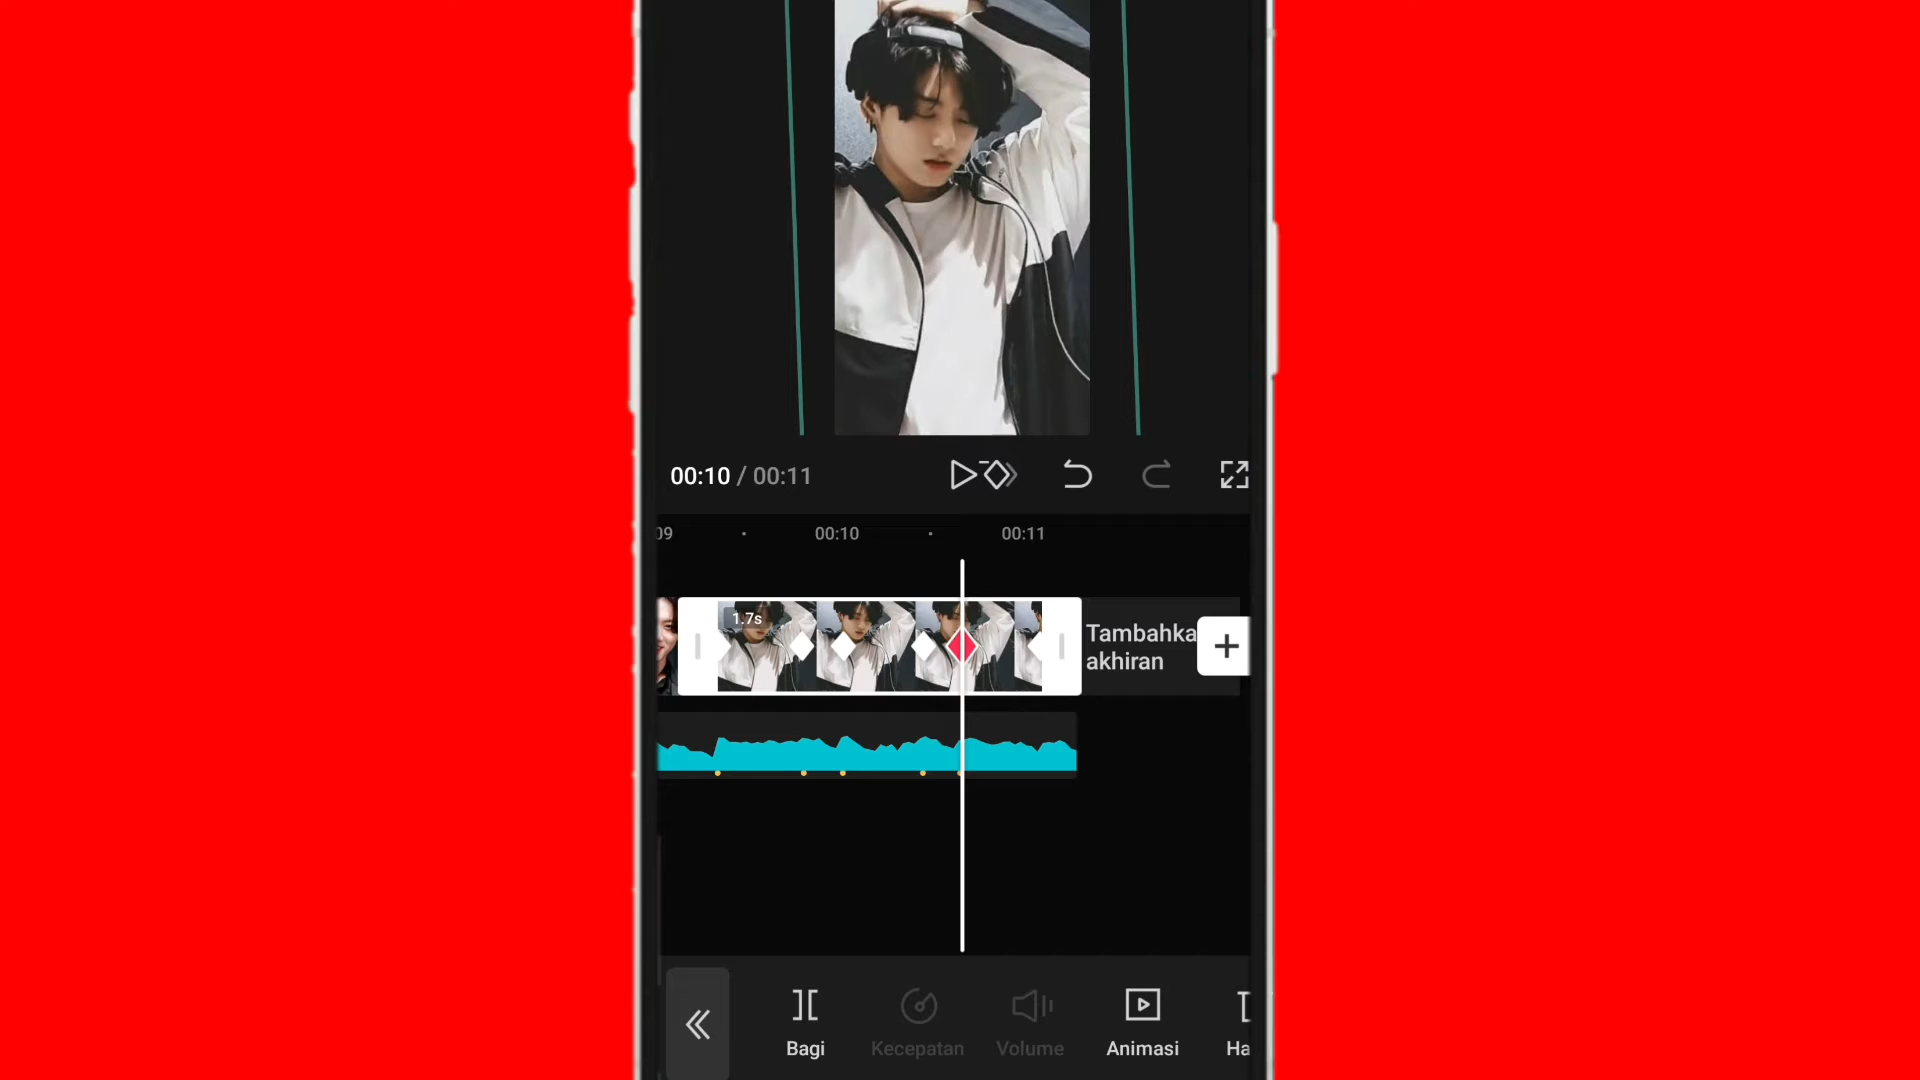 00:10 / 00:11
09
00:10
00:11
1.7s
Tambahka
akhiran
Bagi
Kecepatan
Volume
Animasi
Ha